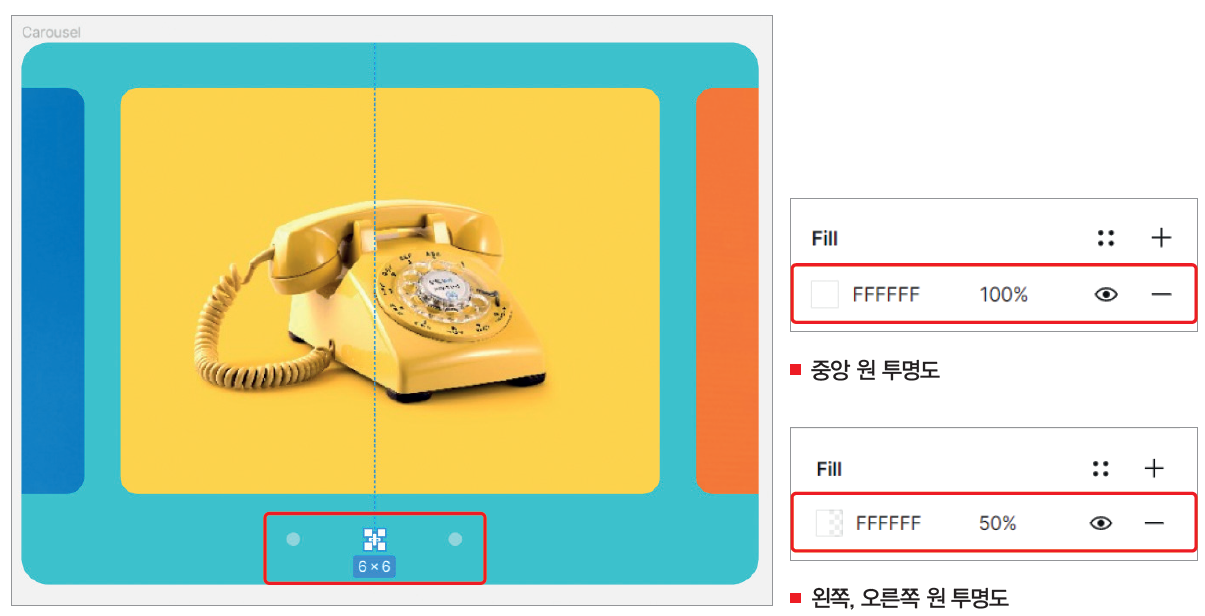 Carousel
6×6
Fill
FFFFFF 100%
중앙 원 투명도
Fill
FFFFFF 50%
왼쪽, 오른쪽 원 투명도